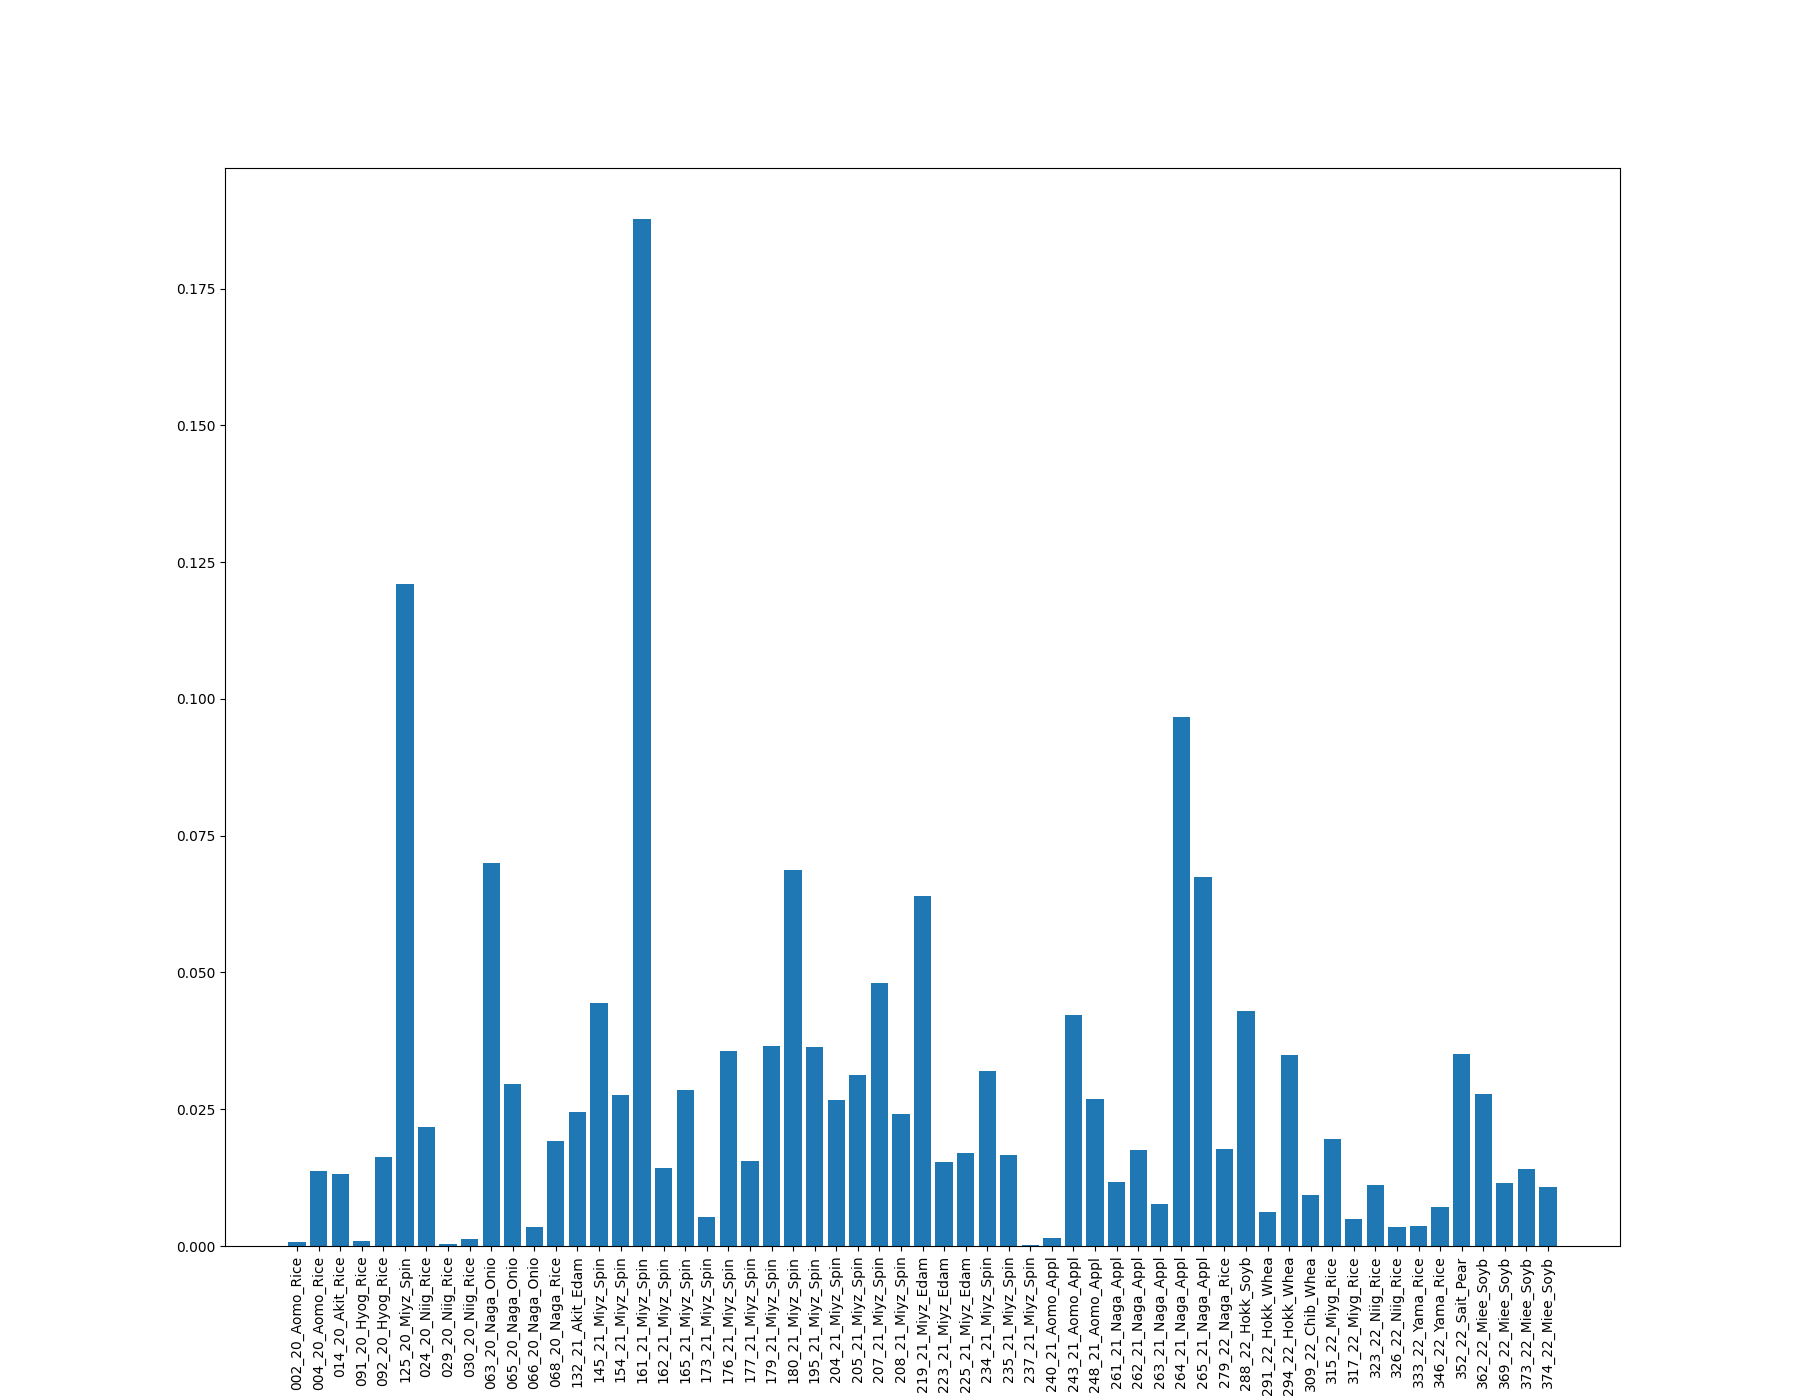 0.175
0.150
0.125
0.100
0.075
0.050
0.025
0.000
002_20_Aomo_Rice
004_20_Aomo_Rice
014_20_Akit_Rice
091_20_Hyog_Rice
092_20_Hyog_Rice
125_20_Miyz_Spin
024_20_Niig_Rice
029_20_Niig_Rice
030_20_Niig_Rice
063_20_Naga_Onio
065_20_Naga_Onio
066_20_Naga_Onio
068_20_Naga_Rice
132_21_Akit_Edam
145_21_Miyz_Spin
154_21_Miyz_Spin
161_21_Miyz_Spin
162_21_Miyz_Spin
165_21_Miyz_Spin
173_21_Miyz_Spin
176_21_Miyz_Spin
177_21_Miyz_Spin
179_21_Miyz_Spin
180_21_Miyz_Spin
195_21_Miyz_Spin
204_21_Miyz_Spin
205_21_Miyz_Spin
207_21_Miyz_Spin
208_21_Miyz_Spin
219_21_Miyz_Edam
223_21_Miyz_Edam
225_21_Miyz_Edam
234_21_Miyz_Spin
235_21_Miyz_Spin
237_21_Miyz_Spin
240_21_Aomo_Appl
243_21_Aomo_Appl
248_21_Aomo_Appl
261_21_Naga_Appl
262_21_Naga_Appl
263_21_Naga_Appl
264_21_Naga_Appl
265_21_Naga_Appl
279_22_Naga_Rice
288_22_Hokk_Soyb
291_22_Hokk_Whea
294_22_Hokk_Whea
309_22_Chib_Whea
315_22_Miyg_Rice
317_22_Miyg_Rice
323_22_Niig_Rice
326_22_Niig_Rice
333_22_Yama_Rice
346_22_Yama_Rice
352_22_Sait_Pear
362_22_Miee_Soyb
369_22_Miee_Soyb
373_22_Miee_Soyb
374_22_Miee_Soyb